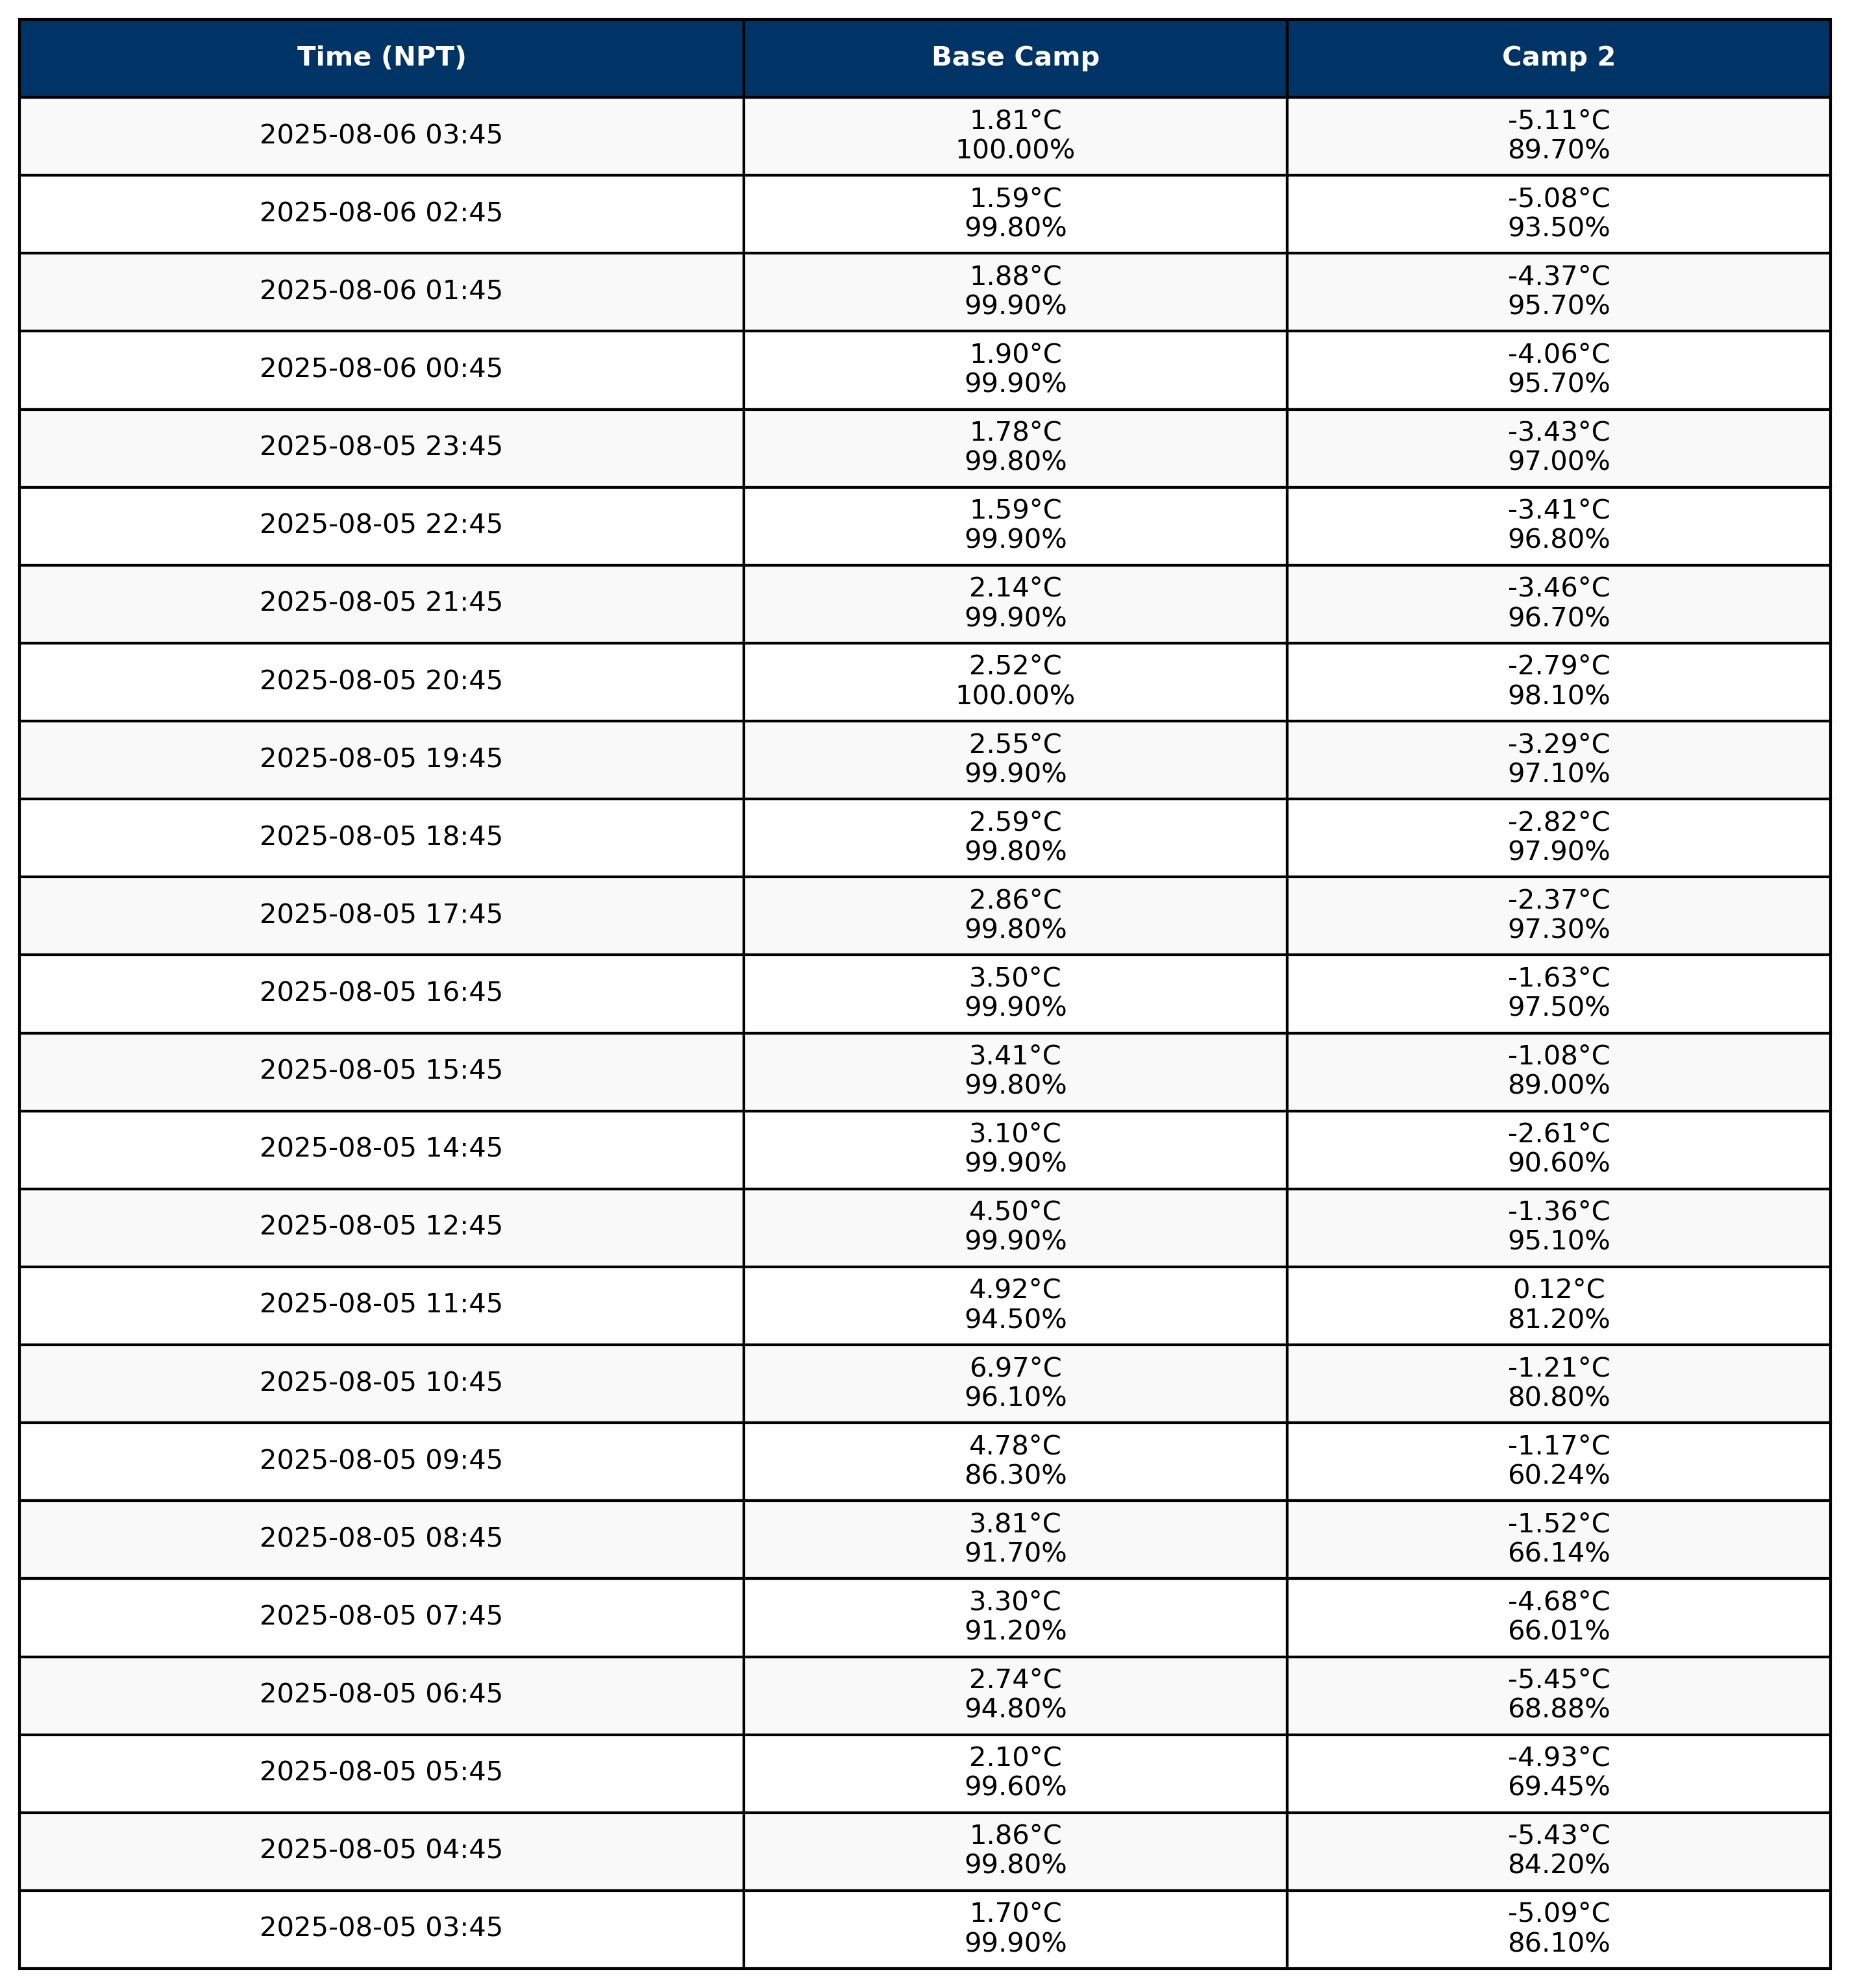 Time (NPT) Base Camp Camp 2
2025-08-06 03:45 1.81°C -5.11°C
100.00% 89.70%
2025-08-06 02:45 1.59°C -5.08°C
99.80% 93.50%
2025-08-06 01:45 1.88°C -4.37°C
99.90% 95.70%
2025-08-06 00:45 1.90°C -4.06°C
99.90% 95.70%
2025-08-05 23:45 1.78°C -3.43°C
99.80% 97.00%
2025-08-05 22:45 1.59°C -3.41°C
99.90% 96.80%
2025-08-05 21:45 2.14°C -3.46°C
99.90% 96.70%
2025-08-05 20:45 2.52°C -2.79°C
100.00% 98.10%
2025-08-05 19:45 2.55°C -3.29°C
99.90% 97.10%
2025-08-05 18:45 2.59°C -2.82°C
99.80% 97.90%
2025-08-05 17:45 2.86°C -2.37°C
99.80% 97.30%
2025-08-05 16:45 3.50°C -1.63°C
99.90% 97.50%
2025-08-05 15:45 3.41°C -1.08°C
99.80% 89.00%
2025-08-05 14:45 3.10°C -2.61°C
99.90% 90.60%
2025-08-05 12:45 4.50°C -1.36°C
99.90% 95.10%
2025-08-05 11:45 4.92°C 0.12°C
94.50% 81.20%
2025-08-05 10:45 6.97°C -1.21°C
96.10% 80.80%
2025-08-05 09:45 4.78°C -1.17°C
86.30% 60.24%
2025-08-05 08:45 3.81°C -1.52°C
91.70% 66.14%
2025-08-05 07:45 3.30°C -4.68°C
91.20% 66.01%
2025-08-05 06:45 2.74°C -5.45°C
94.80% 68.88%
2025-08-05 05:45 2.10°C -4.93°C
99.60% 69.45%
2025-08-05 04:45 1.86°C -5.43°C
99.80% 84.20%
2025-08-05 03:45 1.70°C -5.09°C
99.90% 86.10%